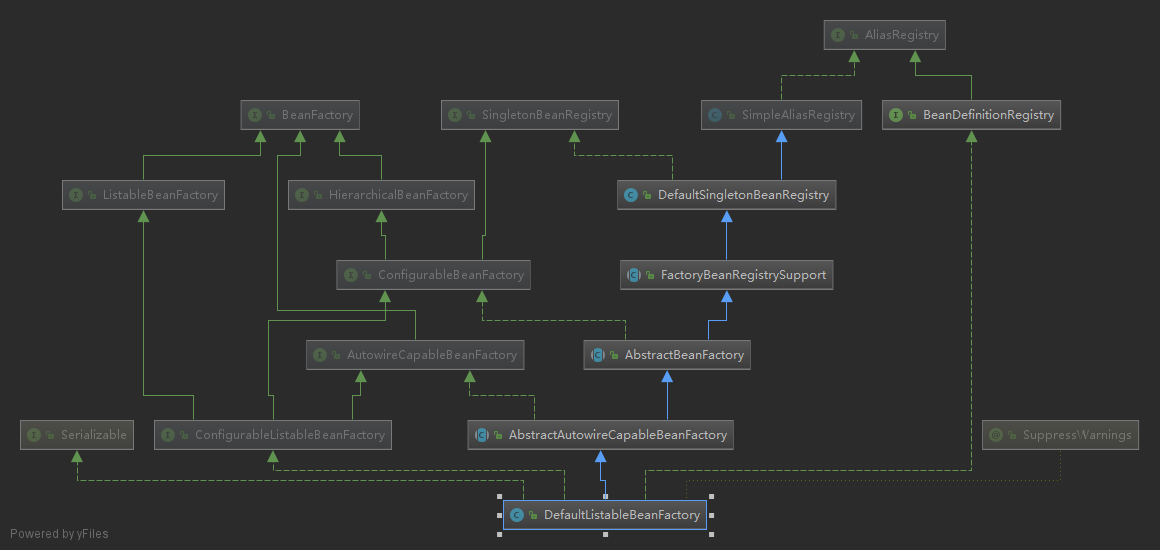 AliasRegistry
BeanFactory
SingletonBeanRegistry
SimpleAliasRegistry
BeanDefinitionRegistry
ListableBeanFactory
HierarchicalBeanFactory
DefaultSingletonBeanRegistry
ConfigurableBeanFactory
FactoryBeanRegistrySupport
AutowireCapableBeanFactory
AbstractBeanFactory
Serializable
ConfigurableListableBeanFactory
AbstractAutowireCapableBeanFactory
SuppressWarnings
DefaultListableBeanFactory
Powered by yFiles